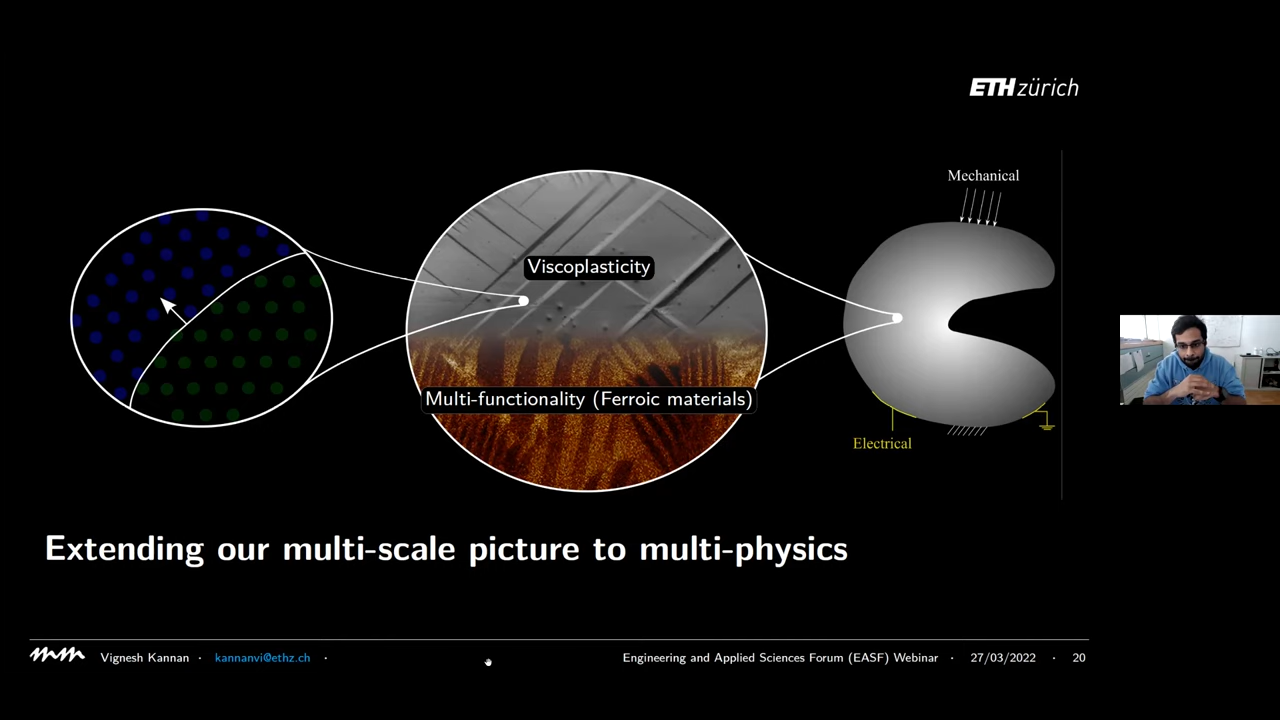 ETH zürich
Mechanical
Viscoplasticity
Multi-functionality (Ferroic materials)
Electrical
Extending our multi-scale picture to multi-physics
Vignesh Kannan · kannanvi@ethz.ch · Engineering and Applied Sciences Forum (EASF) Webinar · 27/03/2022 · 20